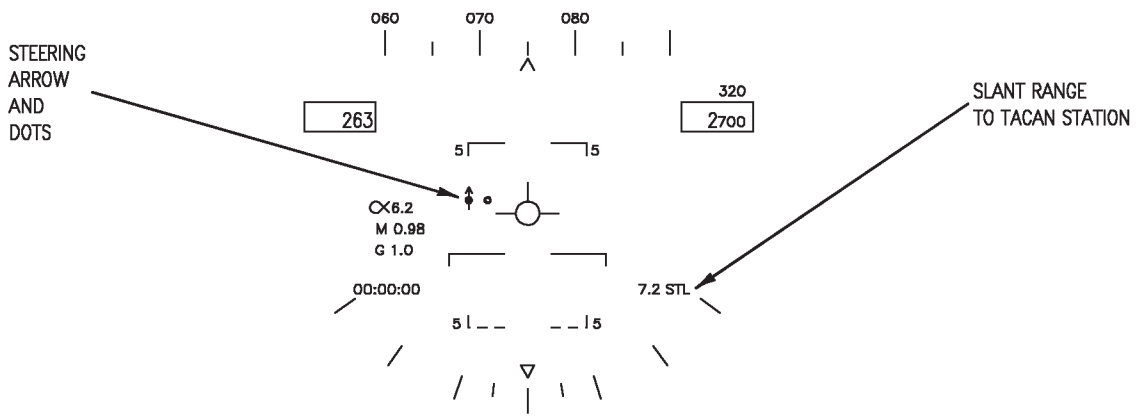 060 070 080
STEERING
ARROW
AND
DOTS
263
320
2700
SLANT RANGE
TO TACAN STATION
5 5
α6.2
M 0.98
G 1.0
00:00:00
7.2 STL
5 5